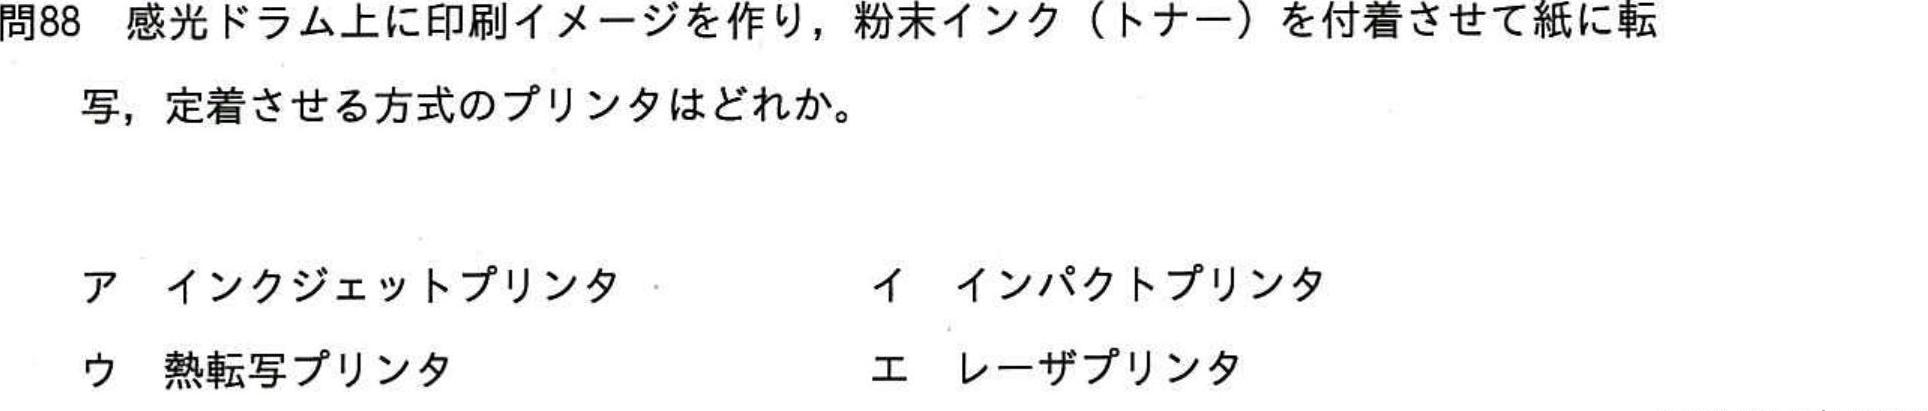 問88　感光ドラム上に印刷イメージを作り，粉末インク（トナー）を付着させて紙に転
写，定着させる方式のプリンタはどれか。
ア　インクジェットプリンタ　イ　インパクトプリンタ
ウ　熱転写プリンタ　エ　レーザプリンタ